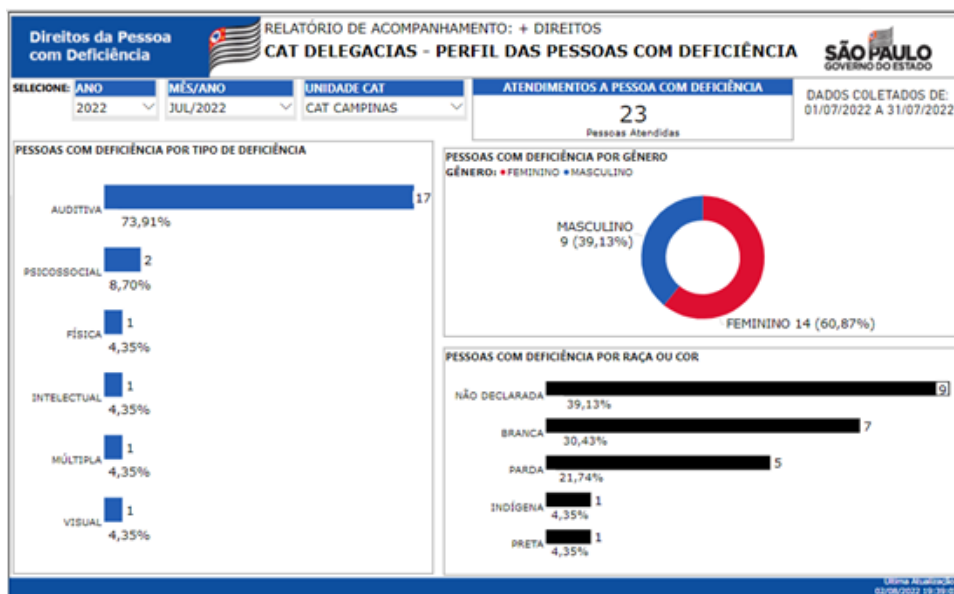 Direitos da Pessoa
com Deficiência
RELATÓRIO DE ACOMPANHAMENTO: + DIREITOS
CAT DELEGACIAS - PERFIL DAS PESSOAS COM DEFICIÊNCIA
SÃO PAULO
GOVERNO DO ESTADO
SELECIONE:
ANO
2022
MÊS/ANO
JUL/2022
UNIDADE CAT
CAT CAMPINAS
ATENDIMENTOS A PESSOA COM DEFICIÊNCIA
23
Pessoas Atendidas
DADOS COLETADOS DE:
01/07/2022 A 31/07/2022
PESSOAS COM DEFICIÊNCIA POR TIPO DE DEFICIÊNCIA
AUDITIVA 17
73,91%
PSICOSSOCIAL 2
8,70%
FÍSICA 1
4,35%
INTELECTUAL 1
4,35%
MÚLTIPLA 1
4,35%
VISUAL 1
4,35%
PESSOAS COM DEFICIÊNCIA POR GÊNERO
GÊNERO: FEMININO MASCULINO
MASCULINO
9 (39,13%)
FEMININO 14 (60,87%)
PESSOAS COM DEFICIÊNCIA POR RAÇA OU COR
NÃO DECLARADA 9
39,13%
BRANCA 7
30,43%
PARDA 5
21,74%
INDÍGENA 1
4,35%
PRETA 1
4,35%
Última Atualização
02/08/2022 19:39:0